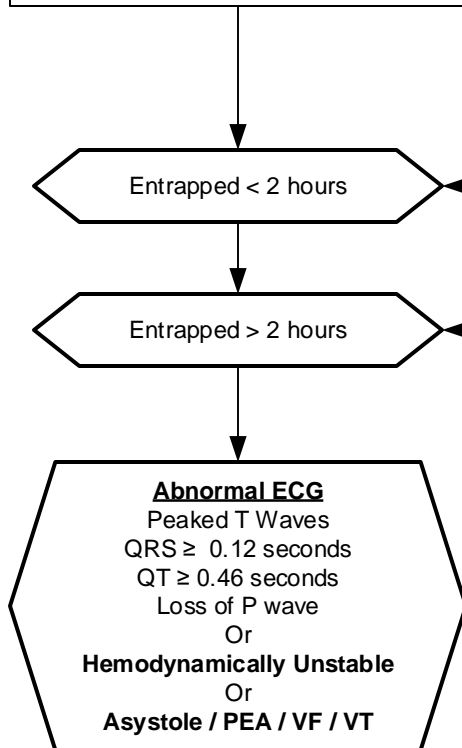 Entrapped < 2 hours
Entrapped > 2 hours
Abnormal ECG
Peaked T Waves
QRS ≥  0.12 seconds
QT ≥ 0.46 seconds
Loss of P wave
Or
Hemodynamically Unstable
Or
Asystole / PEA / VF / VT